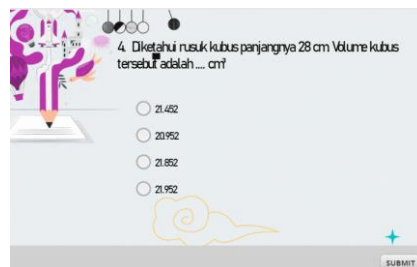 4. Diketahui rusuk kubus panjangnya 28 cm. Volume kubus
tersebut adalah .... cm³
21.452
20.952
21.852
21.952
SUBMIT